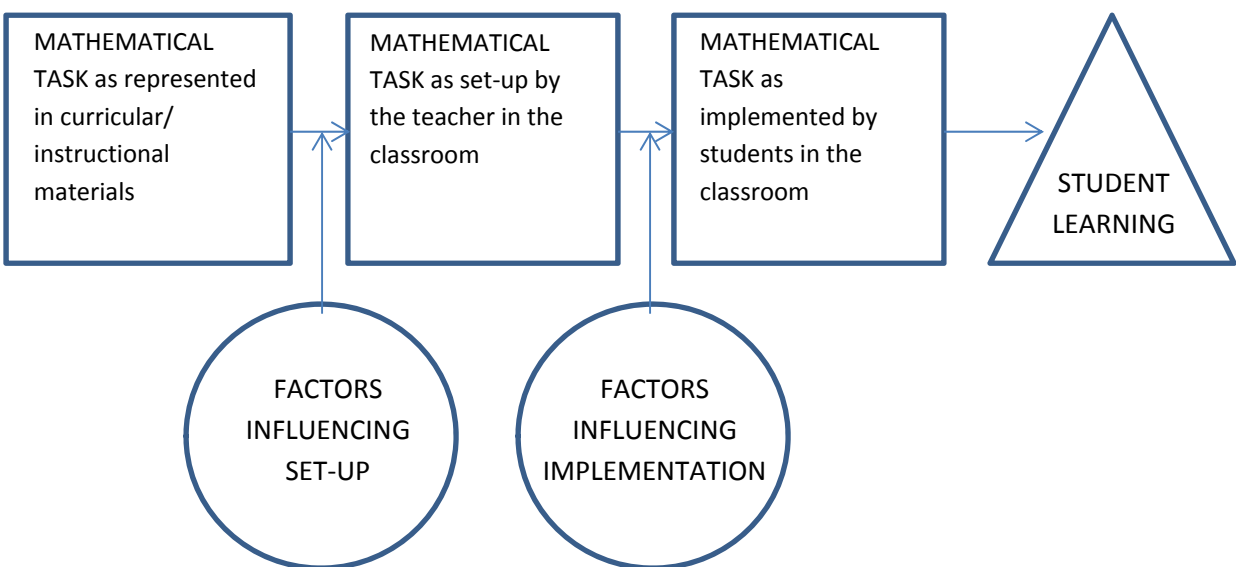 MATHEMATICAL
TASK as represented
in curricular/
instructional
materials
MATHEMATICAL
TASK as set-up by
the teacher in the
classroom
MATHEMATICAL
TASK as
implemented by
students in the
classroom
STUDENT
LEARNING
FACTORS
INFLUENCING
SET-UP
FACTORS
INFLUENCING
IMPLEMENTATION